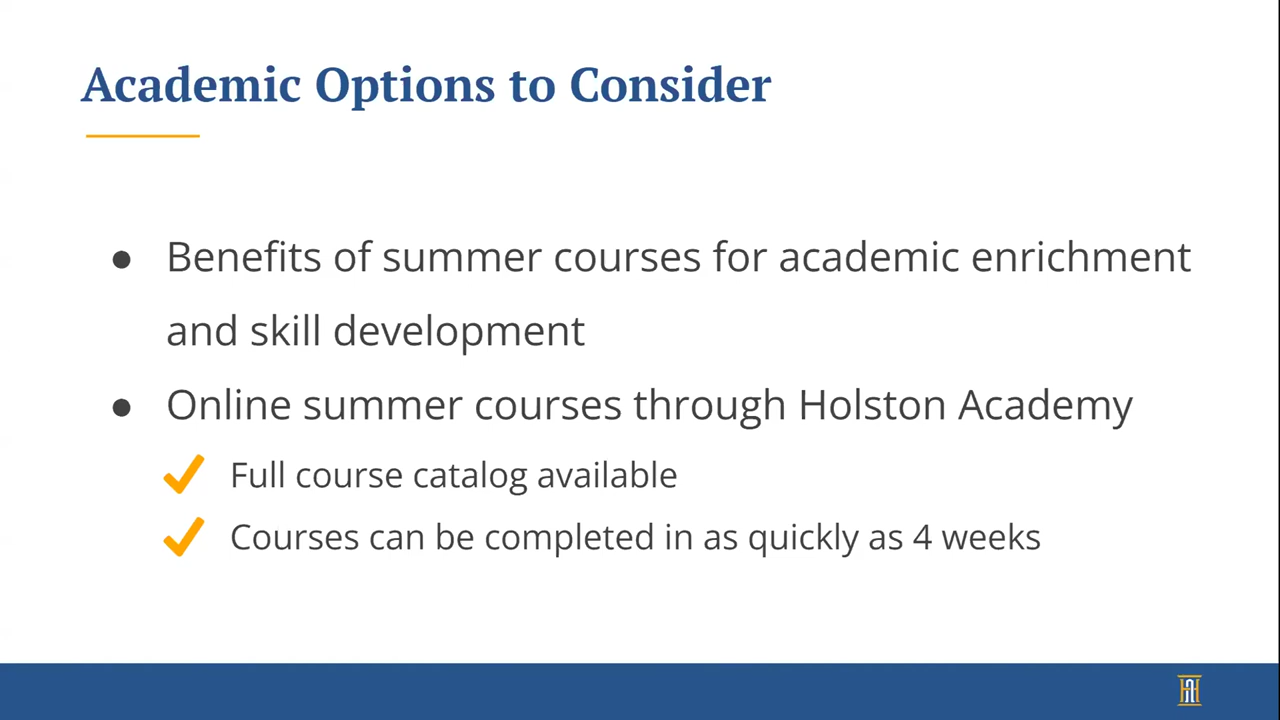 Academic Options to Consider
● Benefits of summer courses for academic enrichment
and skill development
● Online summer courses through Holston Academy
✔ Full course catalog available
✔ Courses can be completed in as quickly as 4 weeks